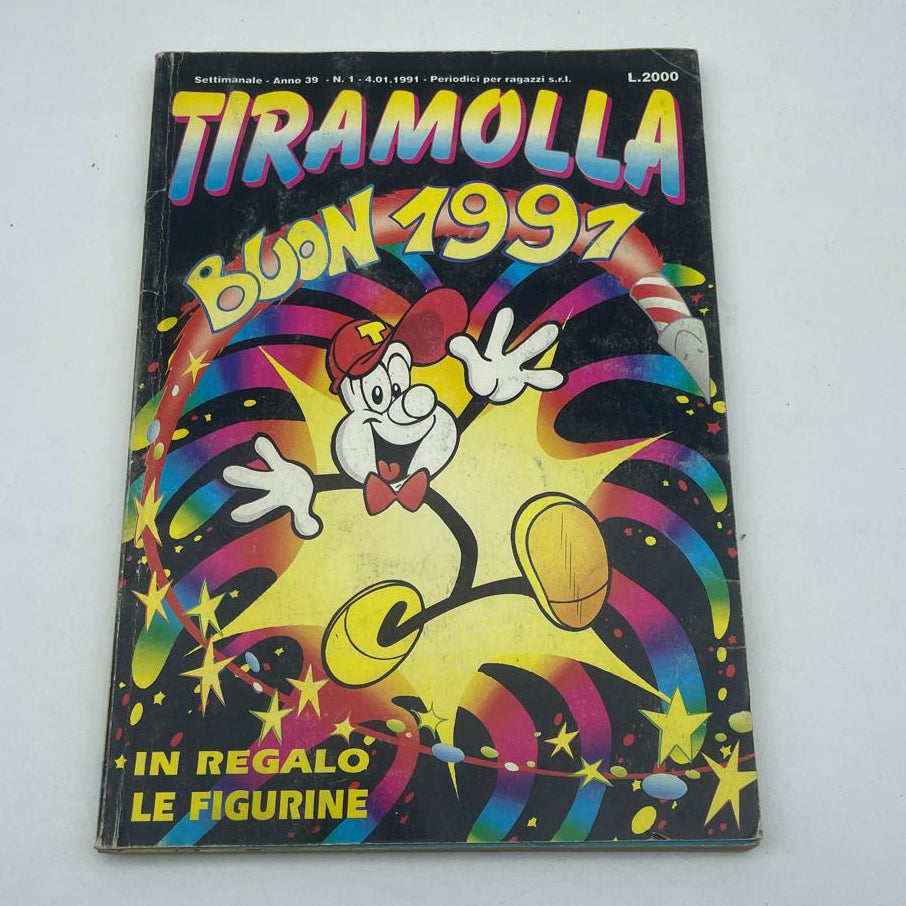 Settimanale - Anno 39 - N. 1 - 4.01.1991 - Periodici per ragazzi s.r.l. L.2000
TIRAMOLLA
BUON 1991
T
IN REGALO
LE FIGURINE